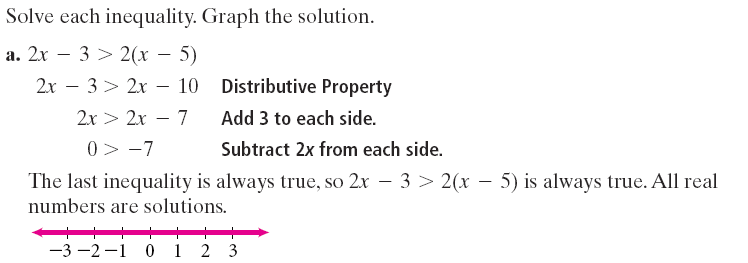 Solve each inequality. Graph the solution.
a. 2x − 3 > 2(x − 5)
2x − 3 > 2x − 10 Distributive Property
2x > 2x − 7 Add 3 to each side.
0 > −7 Subtract 2x from each side.
The last inequality is always true, so 2x − 3 > 2(x − 5) is always true. All real
numbers are solutions.
−3 −2 −1 0 1 2 3